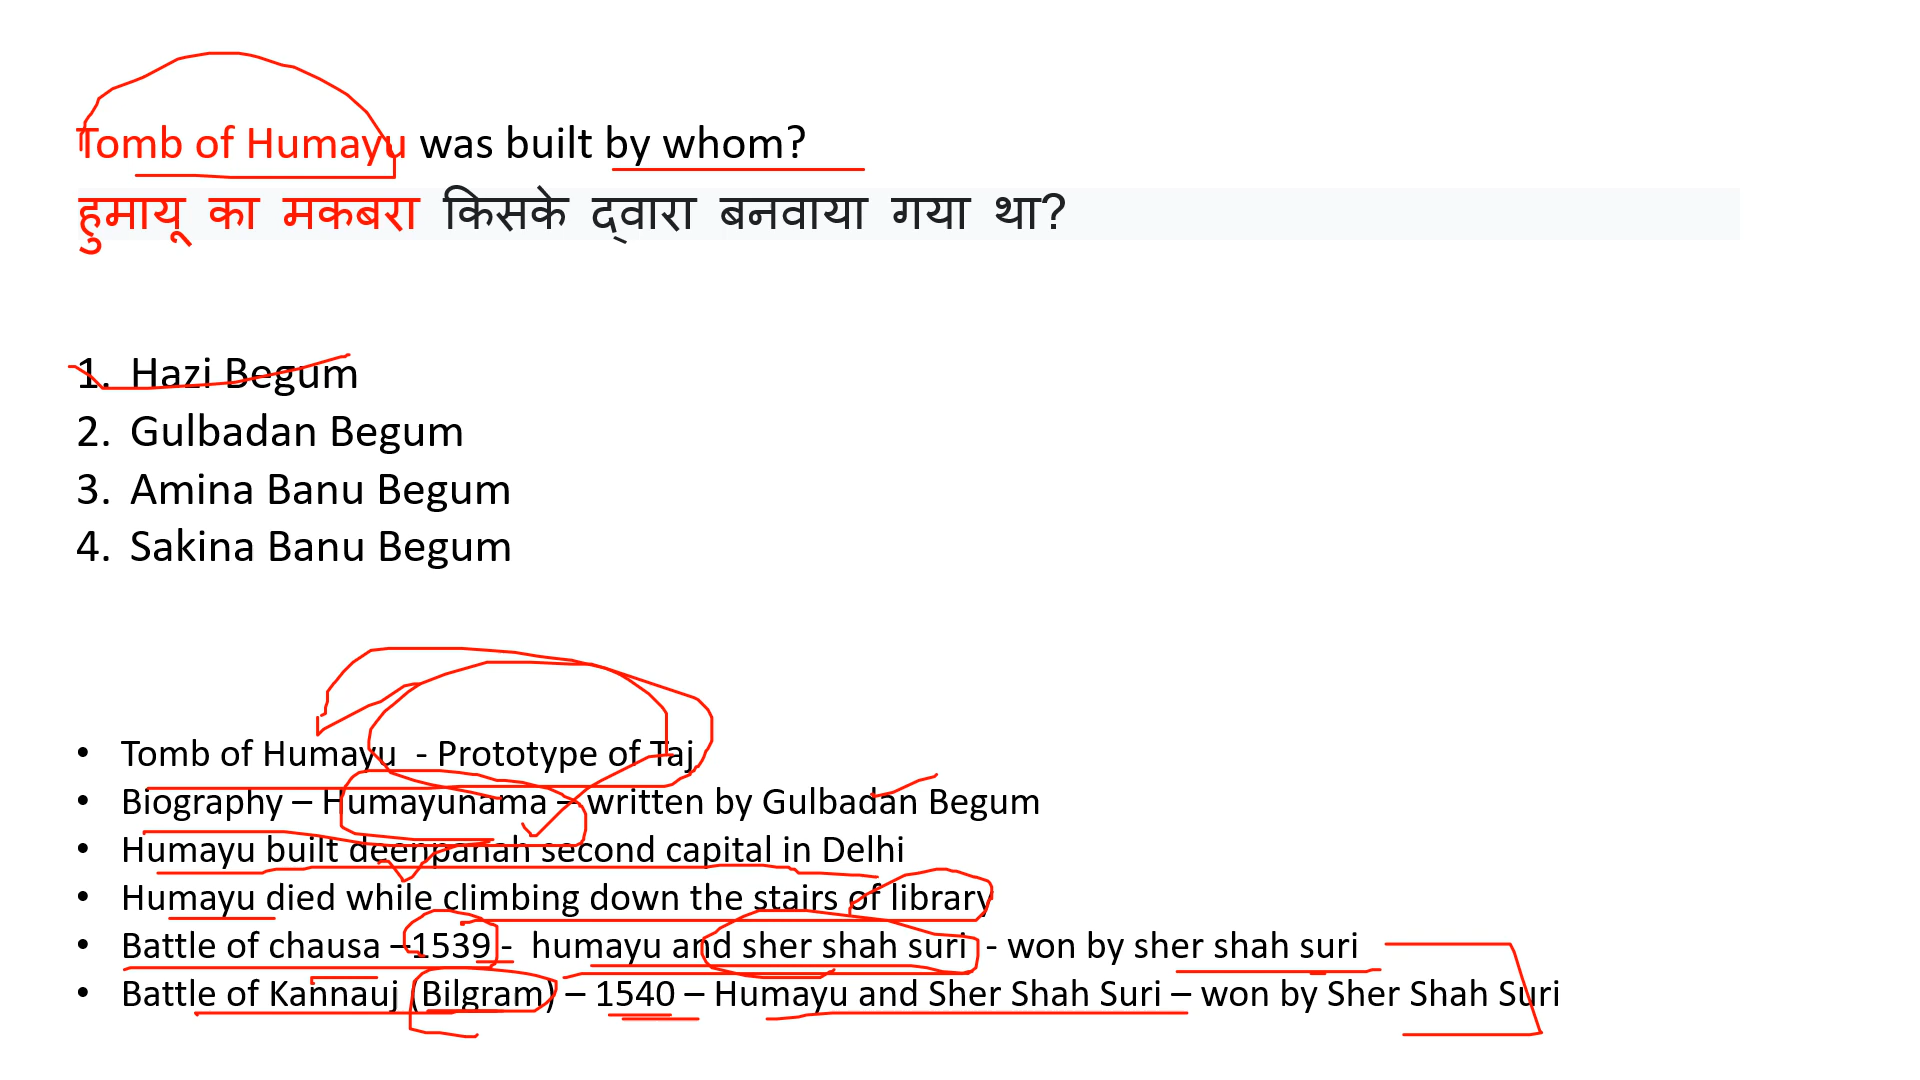 Tomb of Humayu was built by whom?
हुमायू का मकबरा किसके द्वारा बनवाया गया था?
1. Hazi Begum
2. Gulbadan Begum
3. Amina Banu Begum
4. Sakina Banu Begum
• Tomb of Humayu - Prototype of Taj
• Biography – Humayunama – written by Gulbadan Begum
• Humayu built deenpanah second capital in Delhi
• Humayu died while climbing down the stairs of library
• Battle of chausa –1539 - humayu and sher shah suri - won by sher shah suri
• Battle of Kannauj (Bilgram) – 1540 – Humayu and Sher Shah Suri – won by Sher Shah Suri